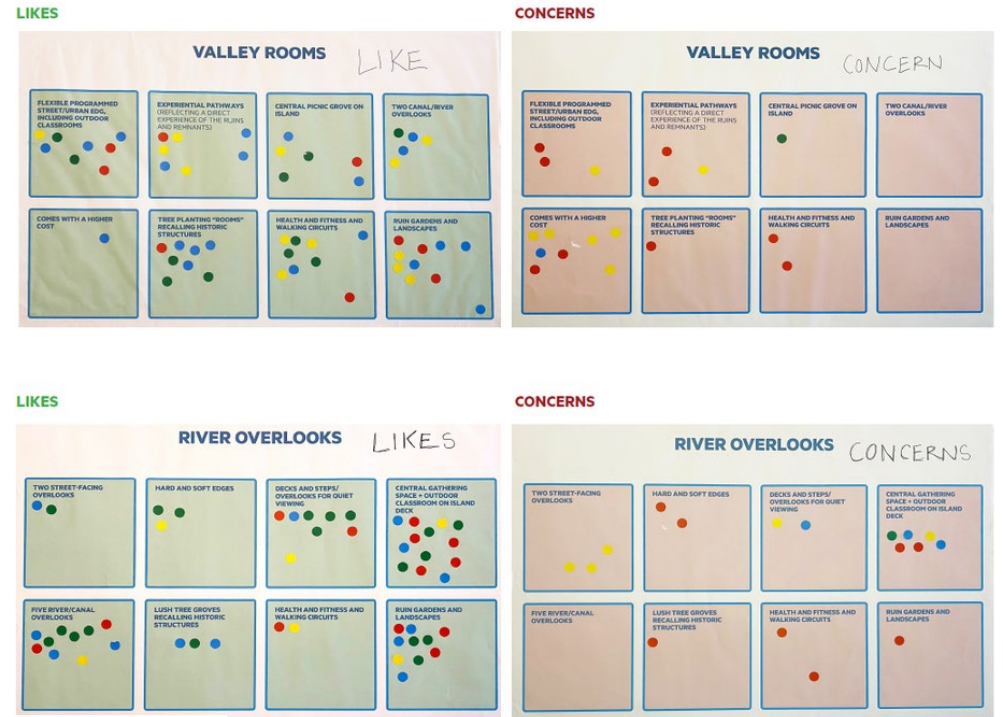 LIKES
CONCERNS
VALLEY ROOMS LIKE
VALLEY ROOMS CONCERN
FLEXIBLE PROGRAMMED
STREET/URBAN EDG,
INCLUDING OUTDOOR
CLASSROOMS
EXPERIENTIAL PATHWAYS
(REFLECTING A DIRECT
EXPERIENCE OF THE RUINS
AND REMNANTS)
CENTRAL PICNIC GROVE ON
ISLAND
TWO CANAL/RIVER
OVERLOOKS
FLEXIBLE PROGRAMMED
STREET/URBAN EDG,
INCLUDING OUTDOOR
CLASSROOMS
EXPERIENTIAL PATHWAYS
(REFLECTING A DIRECT
EXPERIENCE OF THE RUINS
AND REMNANTS)
CENTRAL PICNIC GROVE ON
ISLAND
TWO CANAL/RIVER
OVERLOOKS
COMES WITH A HIGHER
COST
TREE PLANTING "ROOMS"
RECALLING HISTORIC
STRUCTURES
HEALTH AND FITNESS AND
WALKING CIRCUITS
RUIN GARDENS AND
LANDSCAPES
COMES WITH A HIGHER
COST
TREE PLANTING "ROOMS"
RECALLING HISTORIC
STRUCTURES
HEALTH AND FITNESS AND
WALKING CIRCUITS
RUIN GARDENS AND
LANDSCAPES
LIKES
CONCERNS
RIVER OVERLOOKS LIKES
RIVER OVERLOOKS CONCERNS
TWO STREET-FACING
OVERLOOKS
HARD AND SOFT EDGES
DECKS AND STEPS/
OVERLOOKS FOR QUIET
VIEWING
CENTRAL GATHERING
SPACE + OUTDOOR
CLASSROOM ON ISLAND
DECK
TWO STREET-FACING
OVERLOOKS
HARD AND SOFT EDGES
DECKS AND STEPS/
OVERLOOKS FOR QUIET
VIEWING
CENTRAL GATHERING
SPACE + OUTDOOR
CLASSROOM ON ISLAND
DECK
FIVE RIVER/CANAL
OVERLOOKS
LUSH TREE GROVES
RECALLING HISTORIC
STRUCTURES
HEALTH AND FITNESS AND
WALKING CIRCUITS
RUIN GARDENS AND
LANDSCAPES
FIVE RIVER/CANAL
OVERLOOKS
LUSH TREE GROVES
RECALLING HISTORIC
STRUCTURES
HEALTH AND FITNESS AND
WALKING CIRCUITS
RUIN GARDENS AND
LANDSCAPES